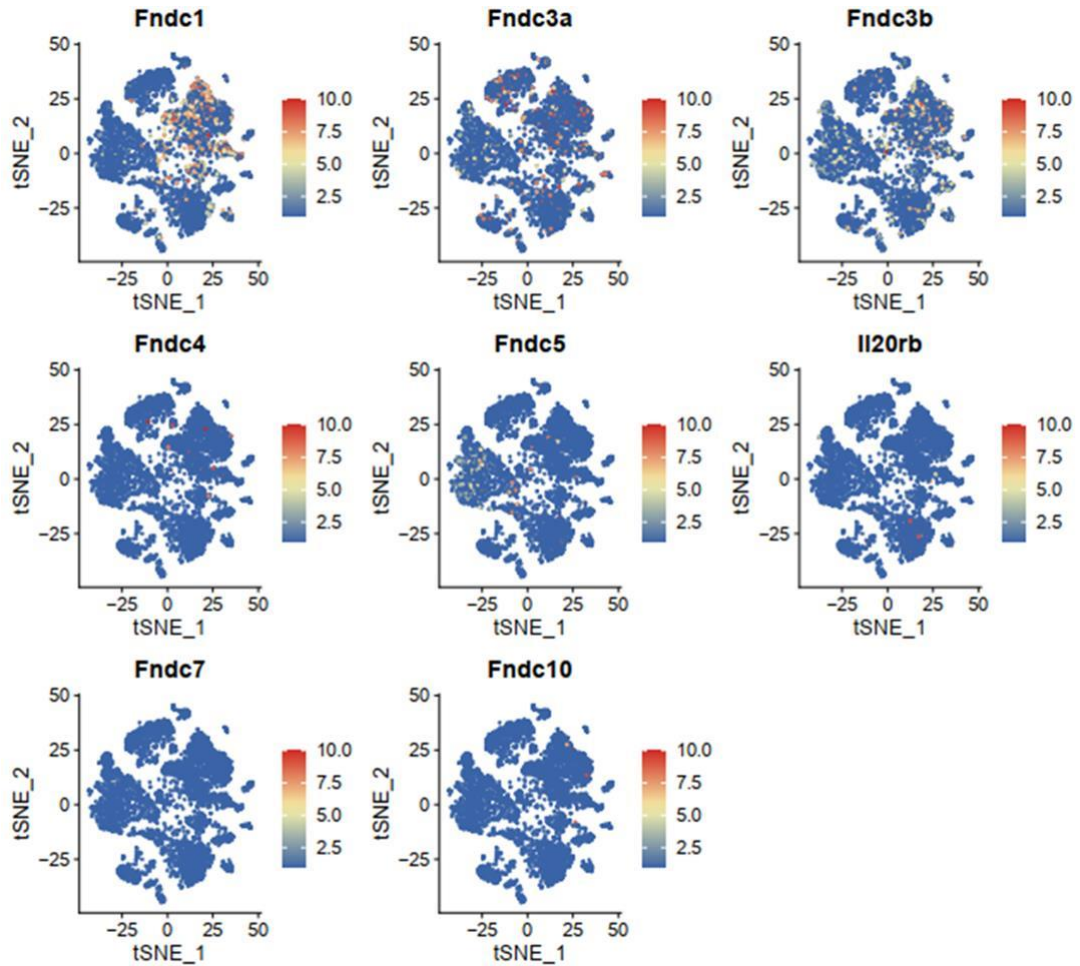 Fndc1 Fndc3a Fndc3b
50 50 50
25 10.0 25 10.0 25 10.0
7.5 7.5 7.5
0 5.0 0 5.0 0 5.0
−25 2.5 −25 2.5 −25 2.5
tSNE_2 tSNE_2 tSNE_2
−25 0 25 50 −25 0 25 50 −25 0 25 50
tSNE_1 tSNE_1 tSNE_1
Fndc4 Fndc5 Il20rb
50 50 50
25 10.0 25 10.0 25 10.0
7.5 7.5 7.5
0 5.0 0 5.0 0 5.0
−25 2.5 −25 2.5 −25 2.5
tSNE_2 tSNE_2 tSNE_2
−25 0 25 50 −25 0 25 50 −25 0 25 50
tSNE_1 tSNE_1 tSNE_1
Fndc7 Fndc10
50 50
25 10.0 25 10.0
7.5 7.5
0 5.0 0 5.0
−25 2.5 −25 2.5
tSNE_2 tSNE_2
−25 0 25 50 −25 0 25 50
tSNE_1 tSNE_1